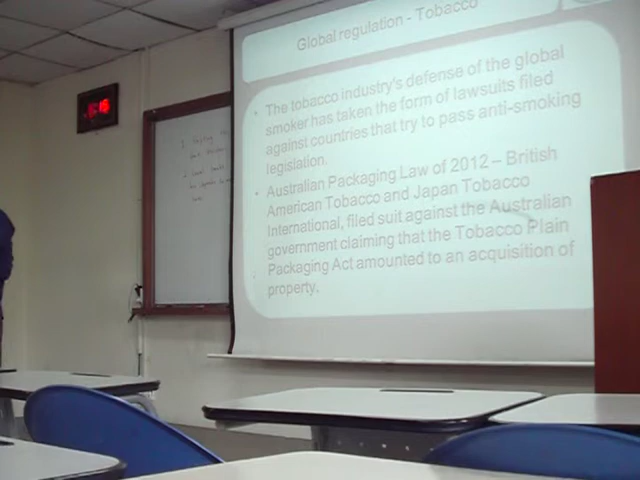 Global regulation - Tobacco
• The tobacco industry's defense of the global
smoker has taken the form of lawsuits filed
against countries that try to pass anti-smoking
legislation.
• Australian Packaging Law of 2012 – British
American Tobacco and Japan Tobacco
International, filed suit against the Australian
government claiming that the Tobacco Plain
Packaging Act amounted to an acquisition of
property.